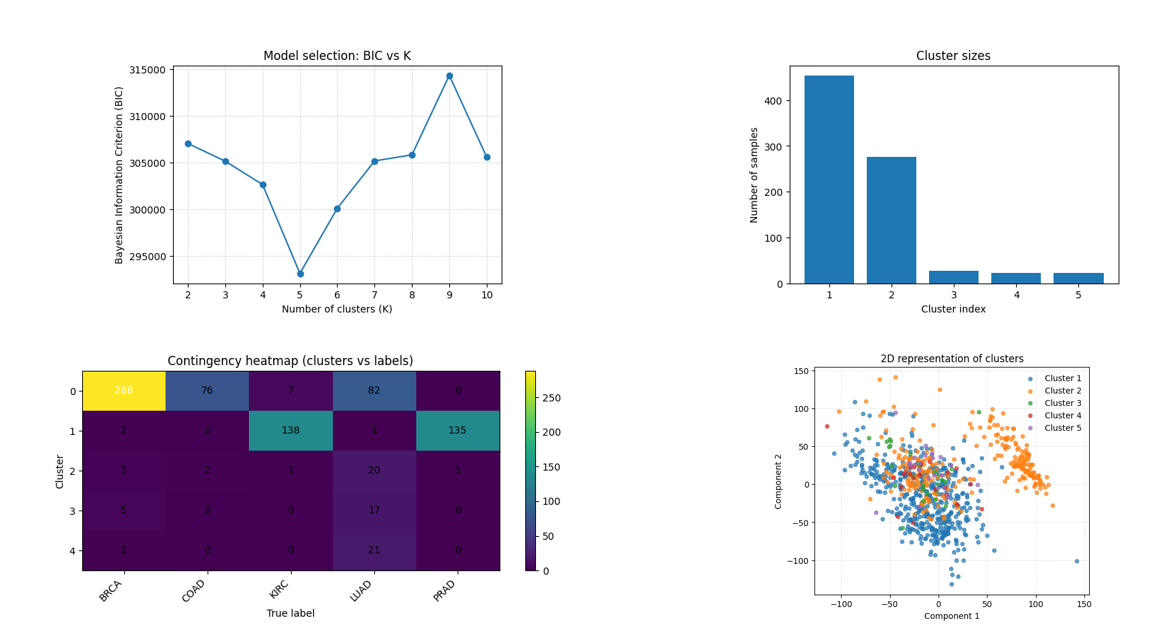 Model selection: BIC vs K
Bayesian Information Criterion (BIC)
315000
310000
305000
300000
295000
2 3 4 5 6 7 8 9 10
Number of clusters (K)
Cluster sizes
Number of samples
400
300
200
100
0
1 2 3 4 5
Cluster index
Contingency heatmap (clusters vs labels)
Cluster
0 288 76 7 82 0
1 2 0 138 1 135
2 3 2 1 20 1
3 5 0 0 17 0
4 2 0 0 21 0
BRCA COAD KIRC LUAD PRAD
True label
250
200
150
100
50
0
2D representation of clusters
Component 2
150
100
50
0
−50
−100
Cluster 1
Cluster 2
Cluster 3
Cluster 4
Cluster 5
−100 −50 0 50 100 150
Component 1